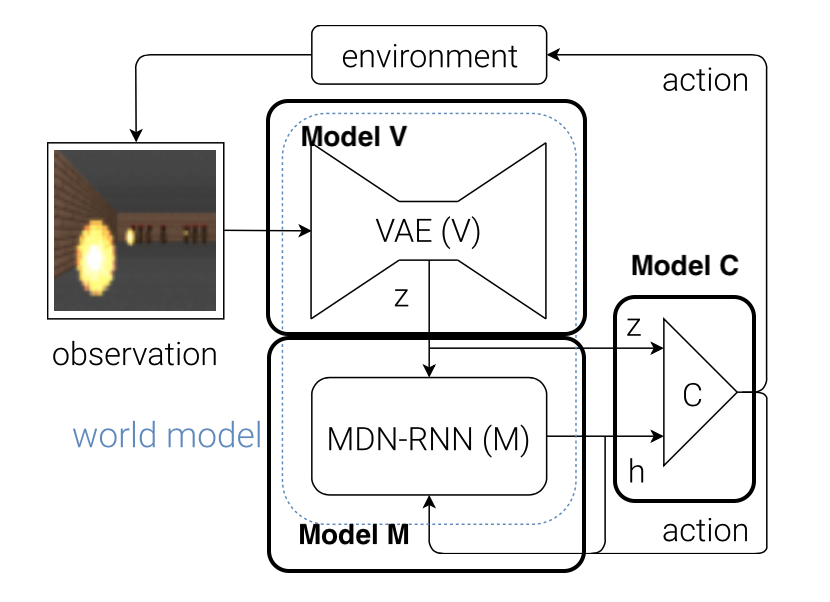 environment
action
Model V
VAE (V)
z
Model C
z
observation
C
world model
MDN-RNN (M)
h
Model M
action